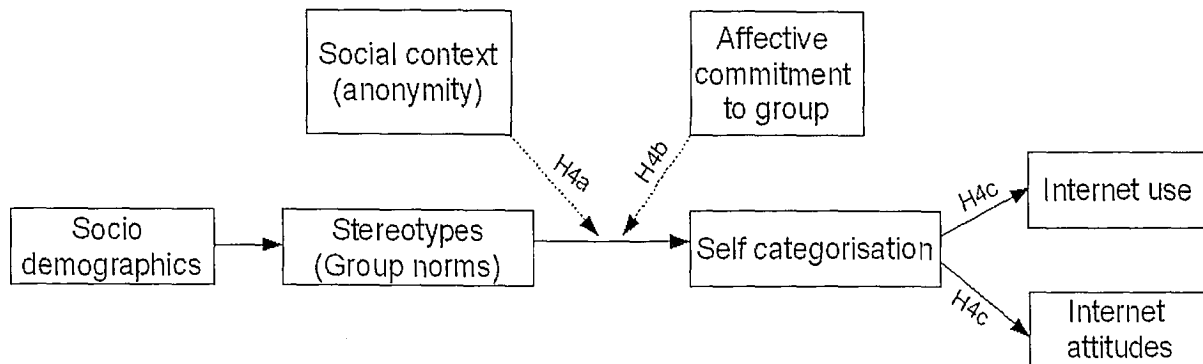 Social context
(anonymity)
Affective
commitment
to group
H4a
H4b
Socio
demographics
Stereotypes
(Group norms)
Self categorisation
H4c
Internet use
H4c
Internet
attitudes